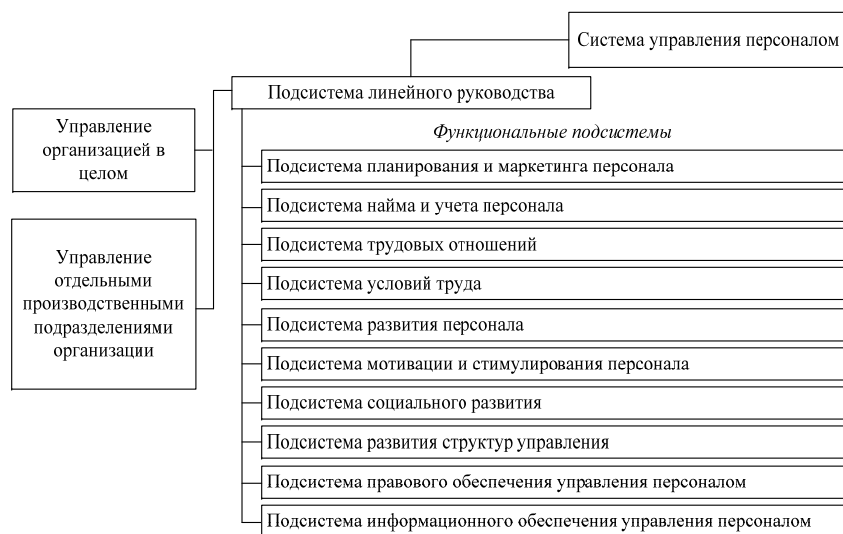 Система управления персоналом
Подсистема линейного руководства
Управление
организацией в
целом
Функциональные подсистемы
Подсистема планирования и маркетинга персонала
Подсистема найма и учета персонала
Управление
отдельными
производственными
подразделениями
организации
Подсистема трудовых отношений
Подсистема условий труда
Подсистема развития персонала
Подсистема мотивации и стимулирования персонала
Подсистема социального развития
Подсистема развития структур управления
Подсистема правового обеспечения управления персоналом
Подсистема информационного обеспечения управления персоналом